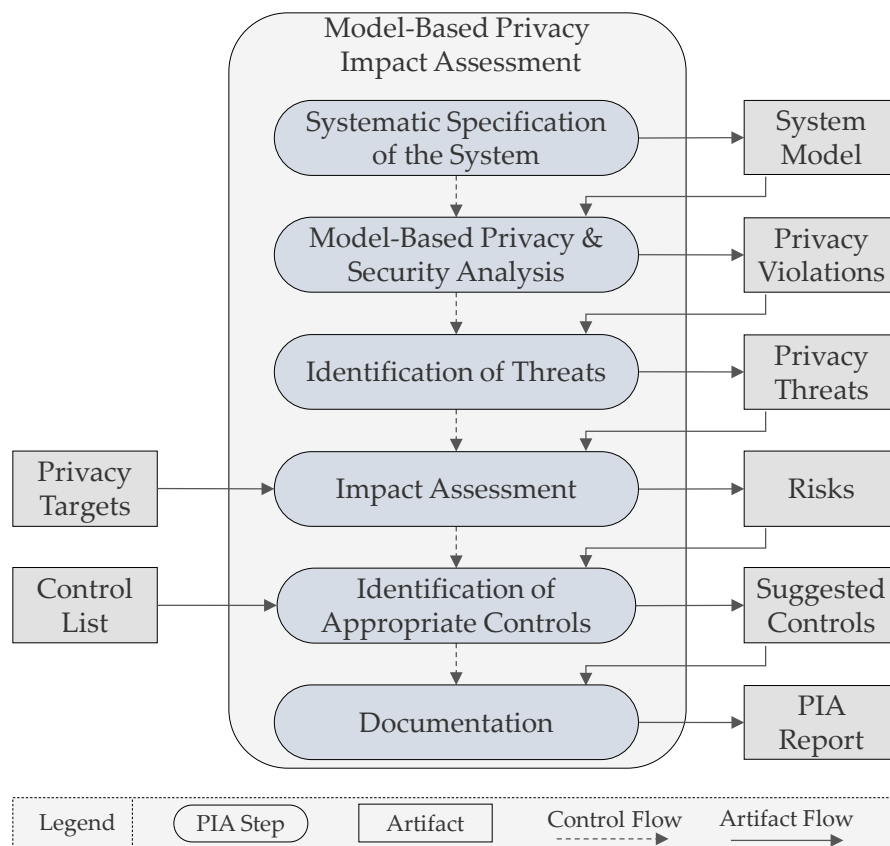 Model-Based Privacy
Impact Assessment
Systematic Specification
of the System
System
Model
Model-Based Privacy &
Security Analysis
Privacy
Violations
Identification of Threats
Privacy
Threats
Privacy
Targets
Impact Assessment
Risks
Control
List
Identification of
Appropriate Controls
Suggested
Controls
Documentation
PIA
Report
Legend
PIA Step
Artifact
Control Flow
Artifact Flow